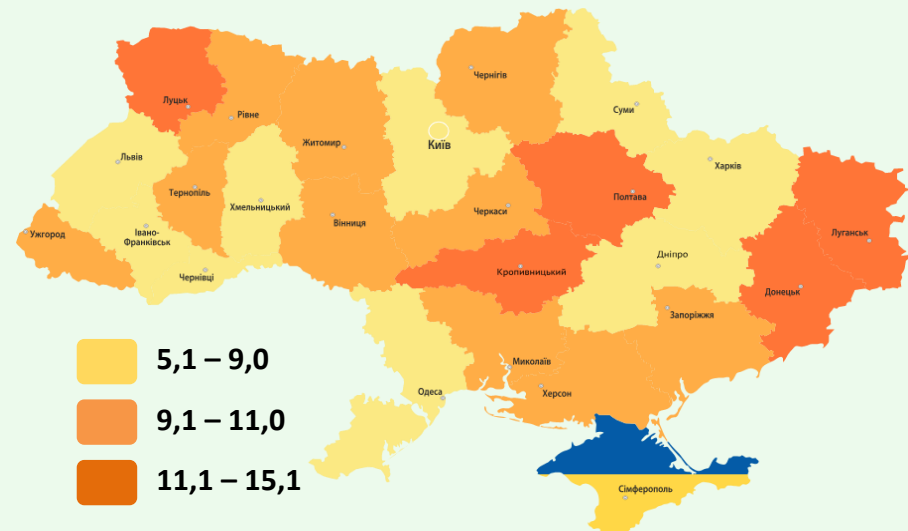 Чернігів
Луцьк
Суми
Рівне
Житомир
Київ
Львів
Харків
Тернопіль
Полтава
Хмельницький
Черкаси
Вінниця
Ужгород
Івано-
Франківськ
Луганськ
Дніпро
Чернівці
Кропивницький
Донецьк
Запоріжжя
5,1 – 9,0
Миколаїв
Одеса
Херсон
9,1 – 11,0
11,1 – 15,1
Сімферополь